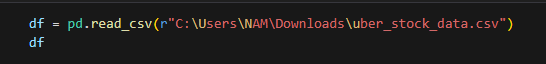 df = pd.read_csv(r"C:\Users\NAM\Downloads\uber_stock_data.csv")
df